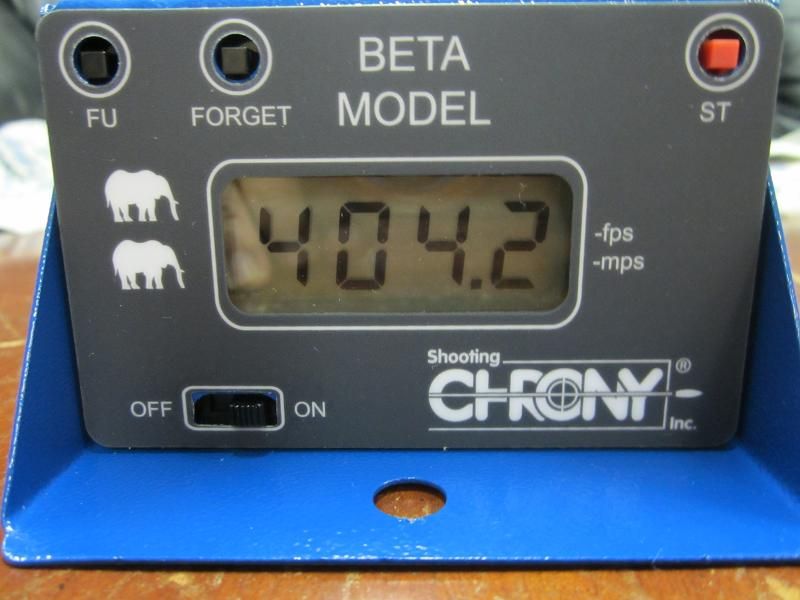 BETA
MODEL
FU
FORGET
ST
404.2
-fps
-mps
OFF
ON
Shooting
CHRONY®
Inc.